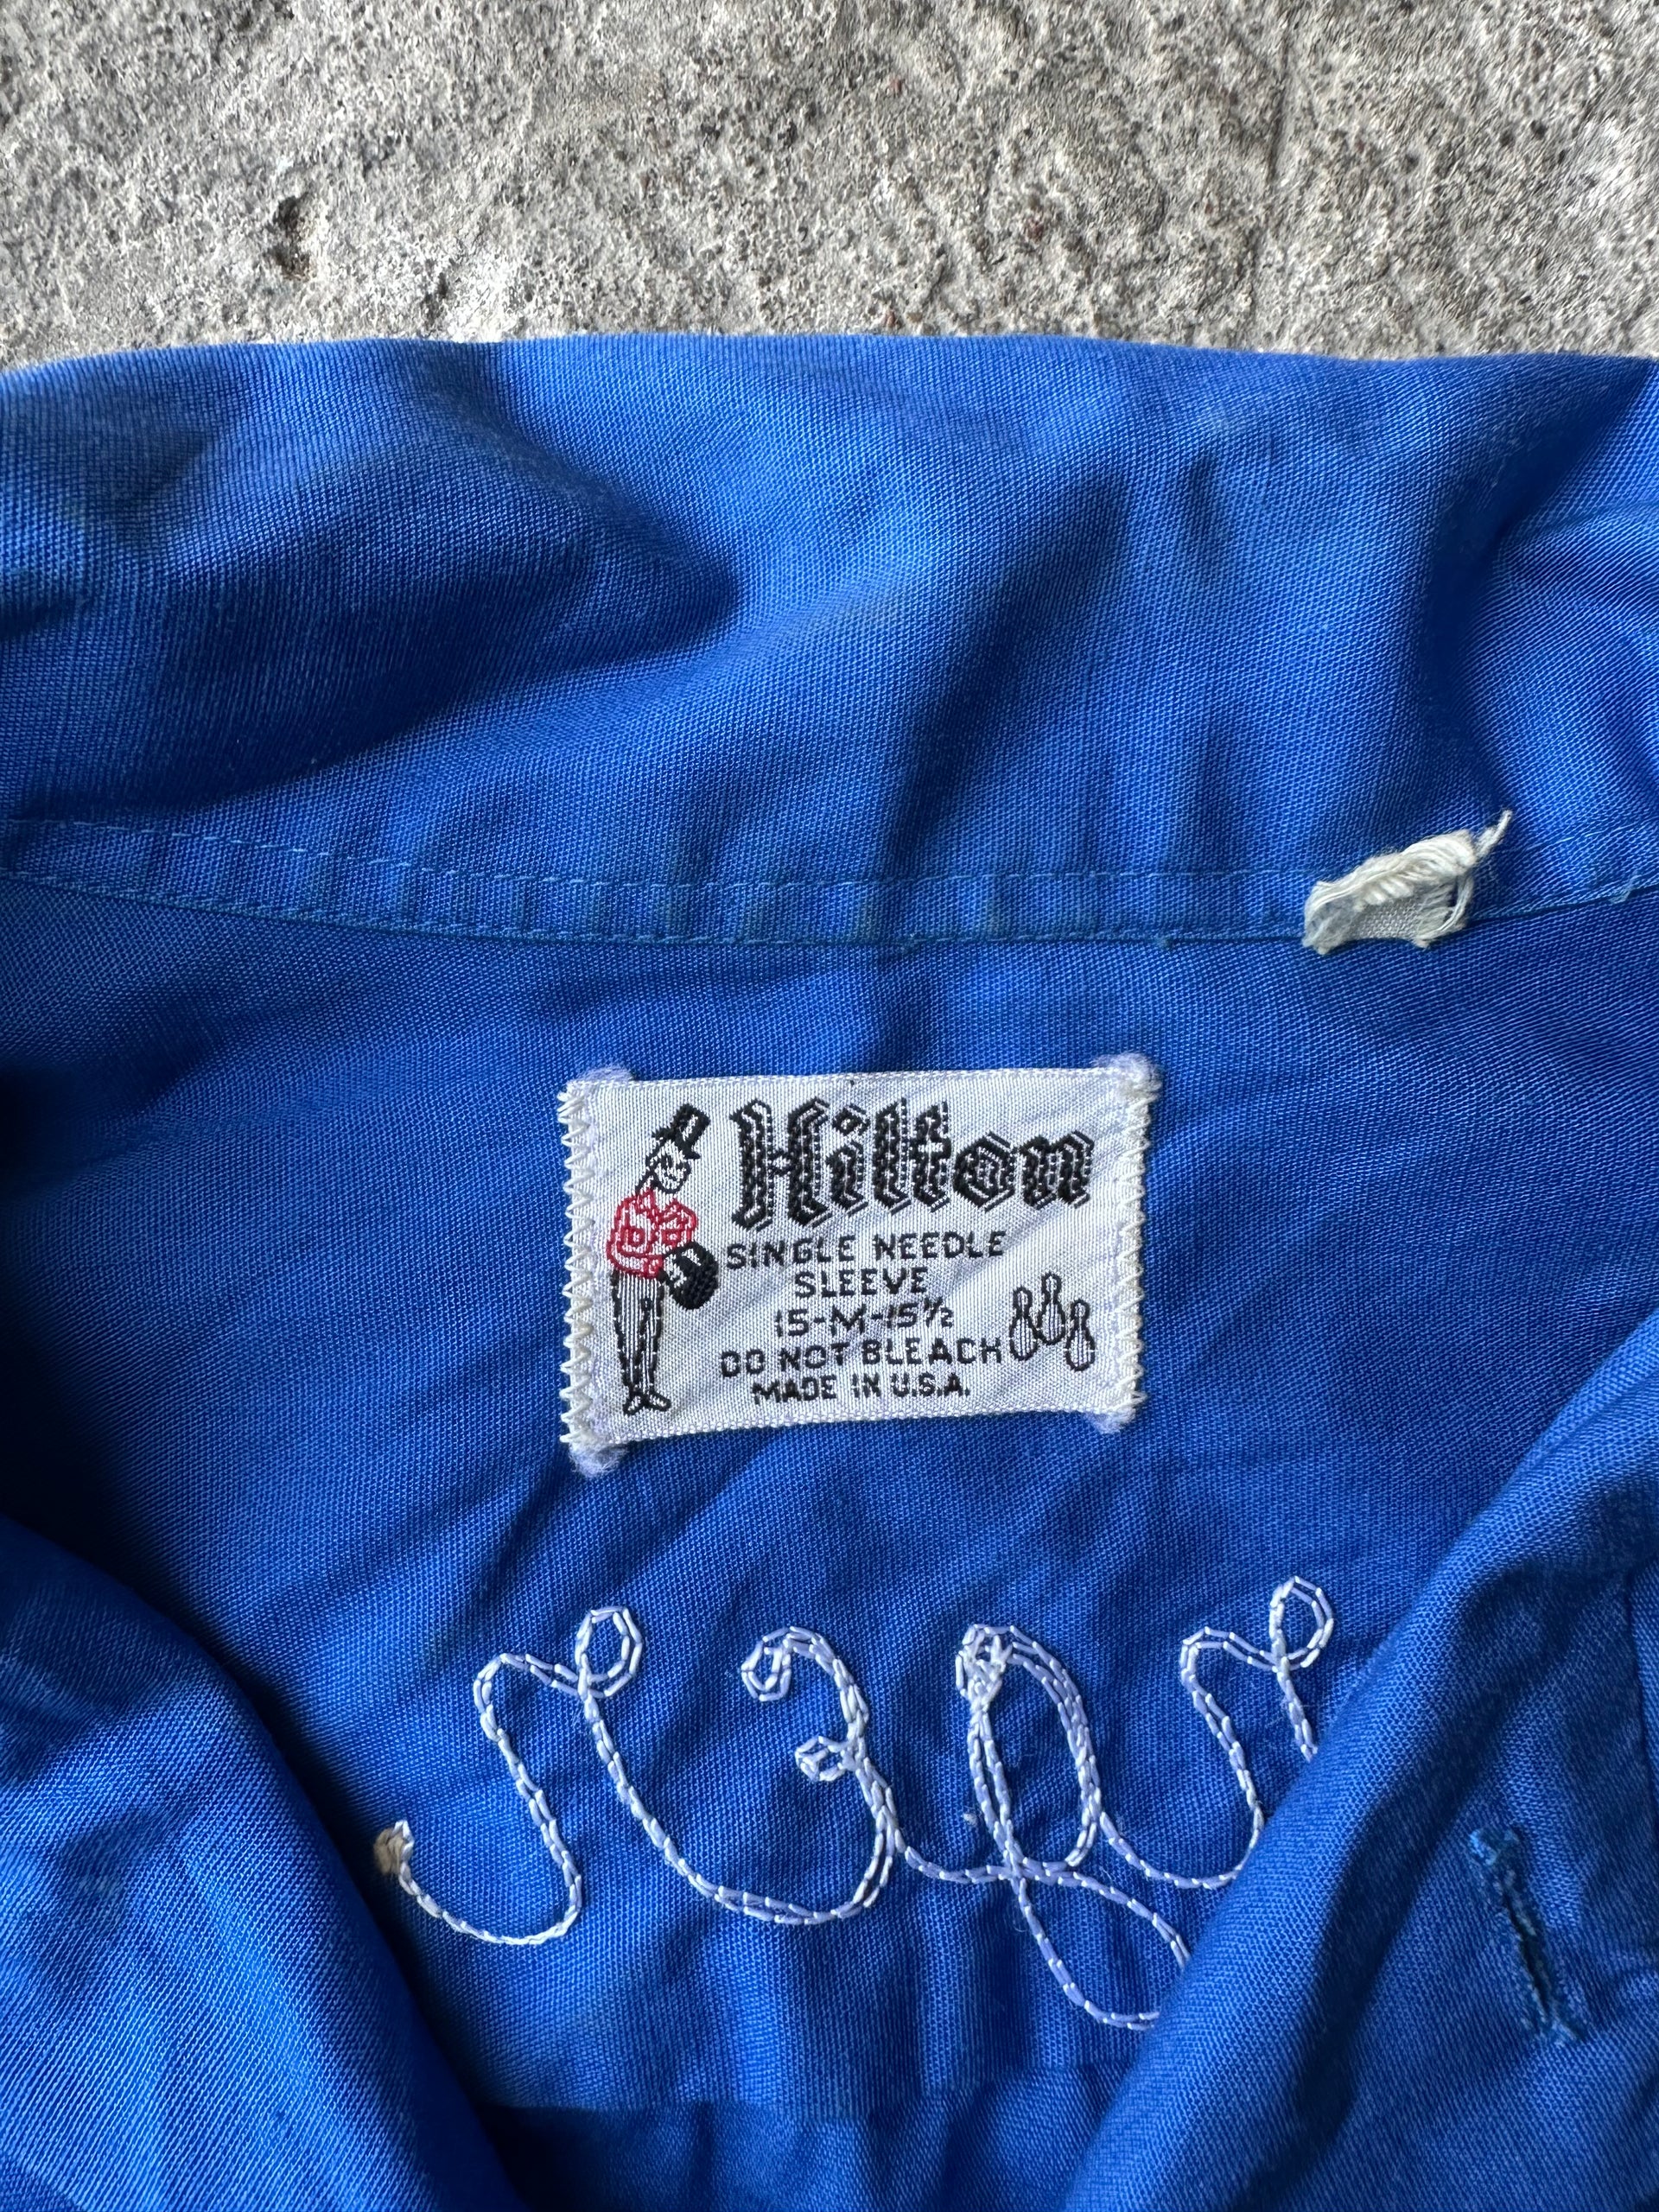 Hilton
SINGLE NEEDLE
SLEEVE
15-M-15½
DO NOT BLEACH
MADE IN U.S.A.